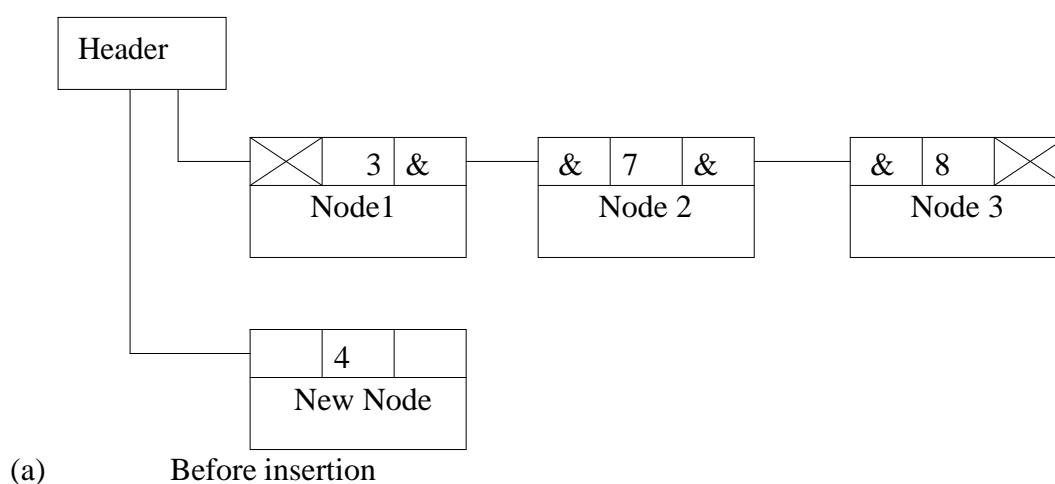 Header
3 & & 7 & & 8
Node1 Node 2 Node 3
4
New Node
(a) Before insertion